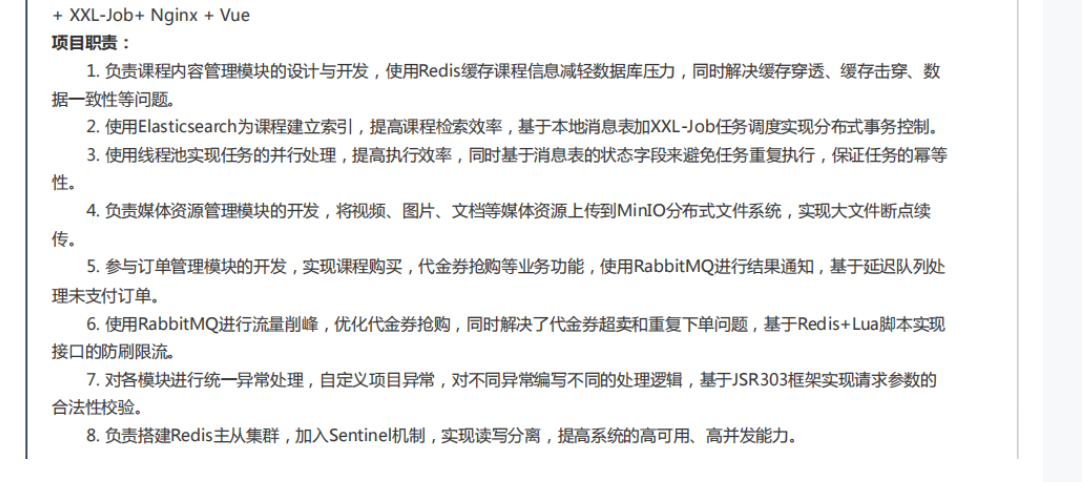 + XXL-Job+ Nginx + Vue
项目职责：
1. 负责课程内容管理模块的设计与开发，使用Redis缓存课程信息减轻数据库压力，同时解决缓存穿透、缓存击穿、数
据一致性等问题。
2. 使用Elasticsearch为课程建立索引，提高课程检索效率，基于本地消息表加XXL-Job任务调度实现分布式事务控制。
3. 使用线程池实现任务的并行处理，提高执行效率，同时基于消息表的状态字段来避免任务重复执行，保证任务的幂等
性。
4. 负责媒体资源管理模块的开发，将视频、图片、文档等媒体资源上传到MinIO分布式文件系统，实现大文件断点续
传。
5. 参与订单管理模块的开发，实现课程购买，代金券抢购等业务功能，使用RabbitMQ进行结果通知，基于延迟队列处
理未支付订单。
6. 使用RabbitMQ进行流量削峰，优化代金券抢购，同时解决了代金券超卖和重复下单问题，基于Redis+Lua脚本实现
接口的防刷限流。
7. 对各模块进行统一异常处理，自定义项目异常，对不同异常编写不同的处理逻辑，基于JSR303框架实现请求参数的
合法性校验。
8. 负责搭建Redis主从集群，加入Sentinel机制，实现读写分离，提高系统的高可用、高并发能力。